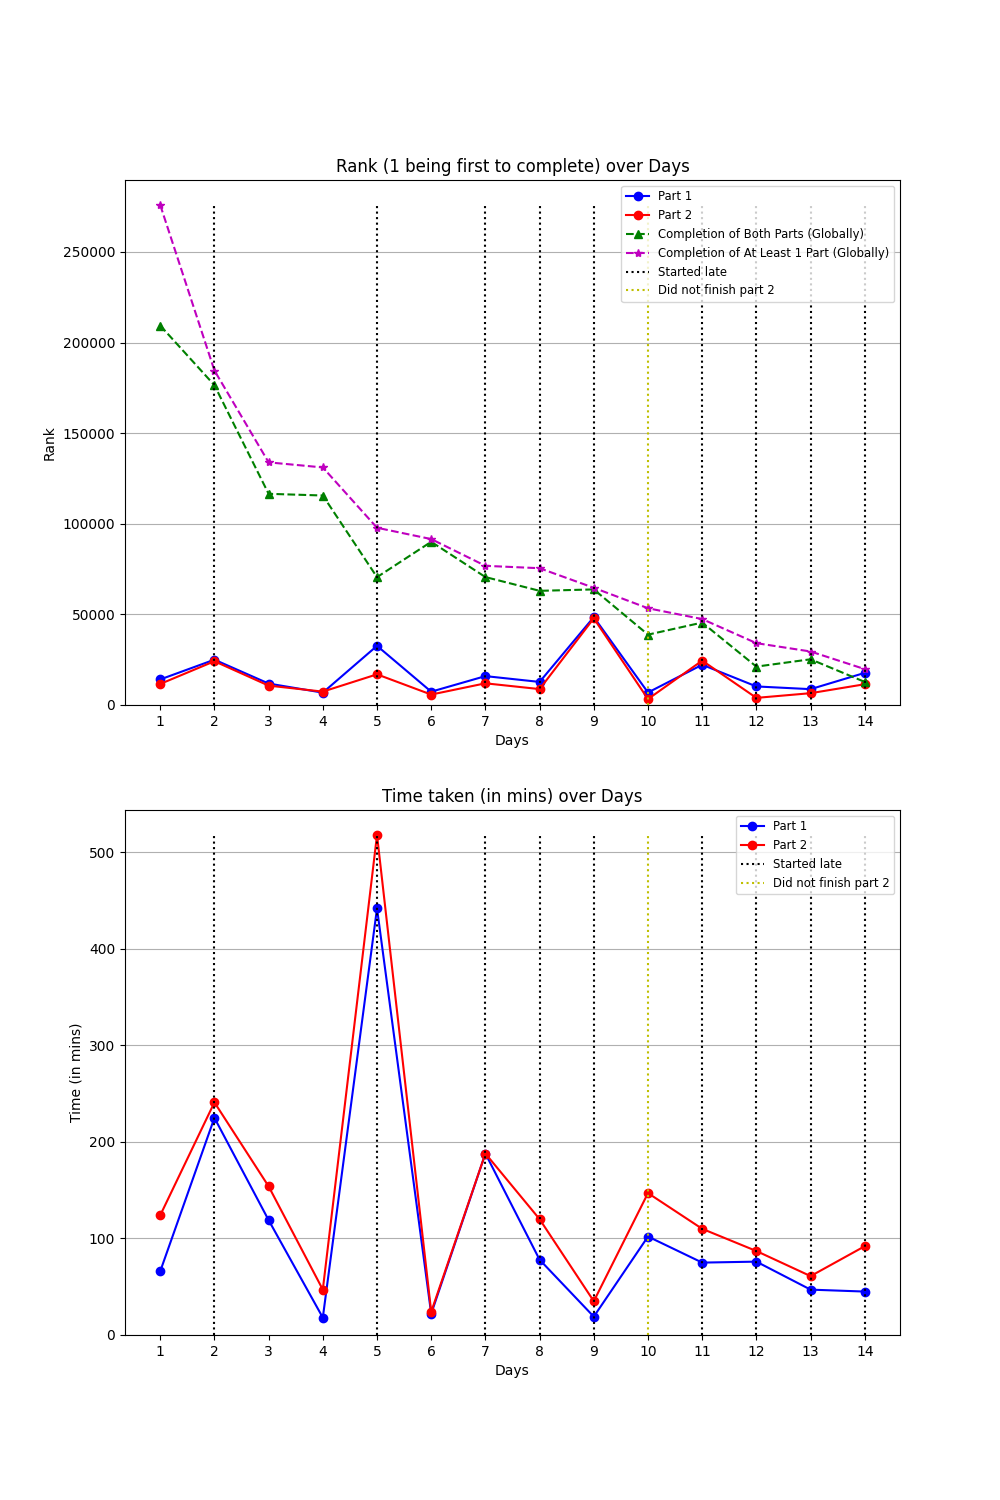 Rank (1 being first to complete) over Days
Part 1
Part 2
Completion of Both Parts (Globally)
Completion of At Least 1 Part (Globally)
Started late
Did not finish part 2
250000
200000
150000
100000
50000
0
Rank
1 2 3 4 5 6 7 8 9 10 11 12 13 14
Days
Time taken (in mins) over Days
Part 1
Part 2
Started late
Did not finish part 2
500
400
300
200
100
0
Time (in mins)
1 2 3 4 5 6 7 8 9 10 11 12 13 14
Days